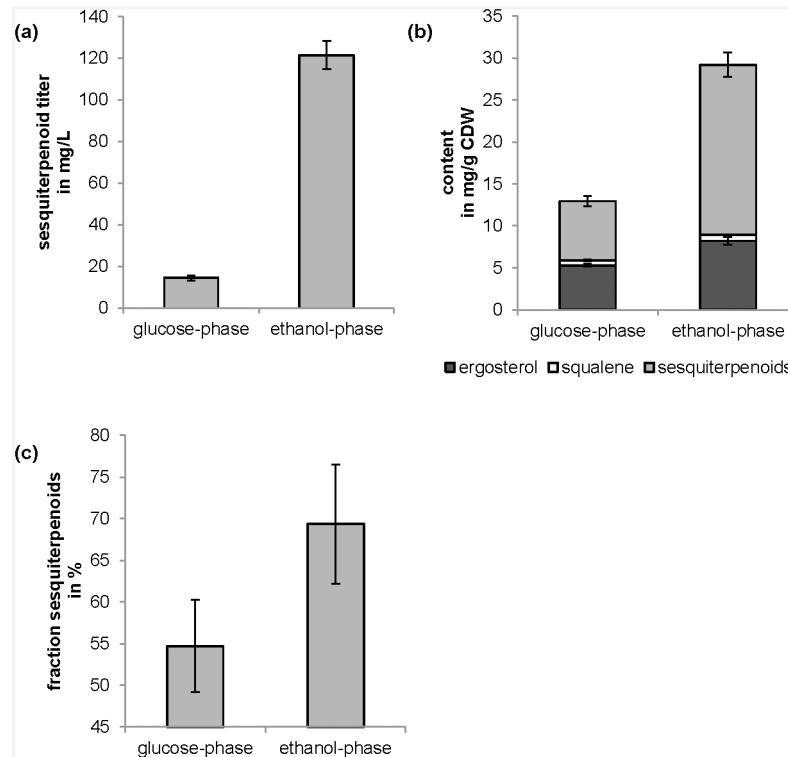 (a)
sesquiterpenoid titer
in mg/L
140
120
100
80
60
40
20
0
glucose-phase ethanol-phase
(b)
content
in mg/g CDW
35
30
25
20
15
10
5
0
glucose-phase ethanol-phase
ergosterol squalene sesquiterpenoids
(c)
fraction sesquiterpenoids
in %
80
75
70
65
60
55
50
45
glucose-phase ethanol-phase